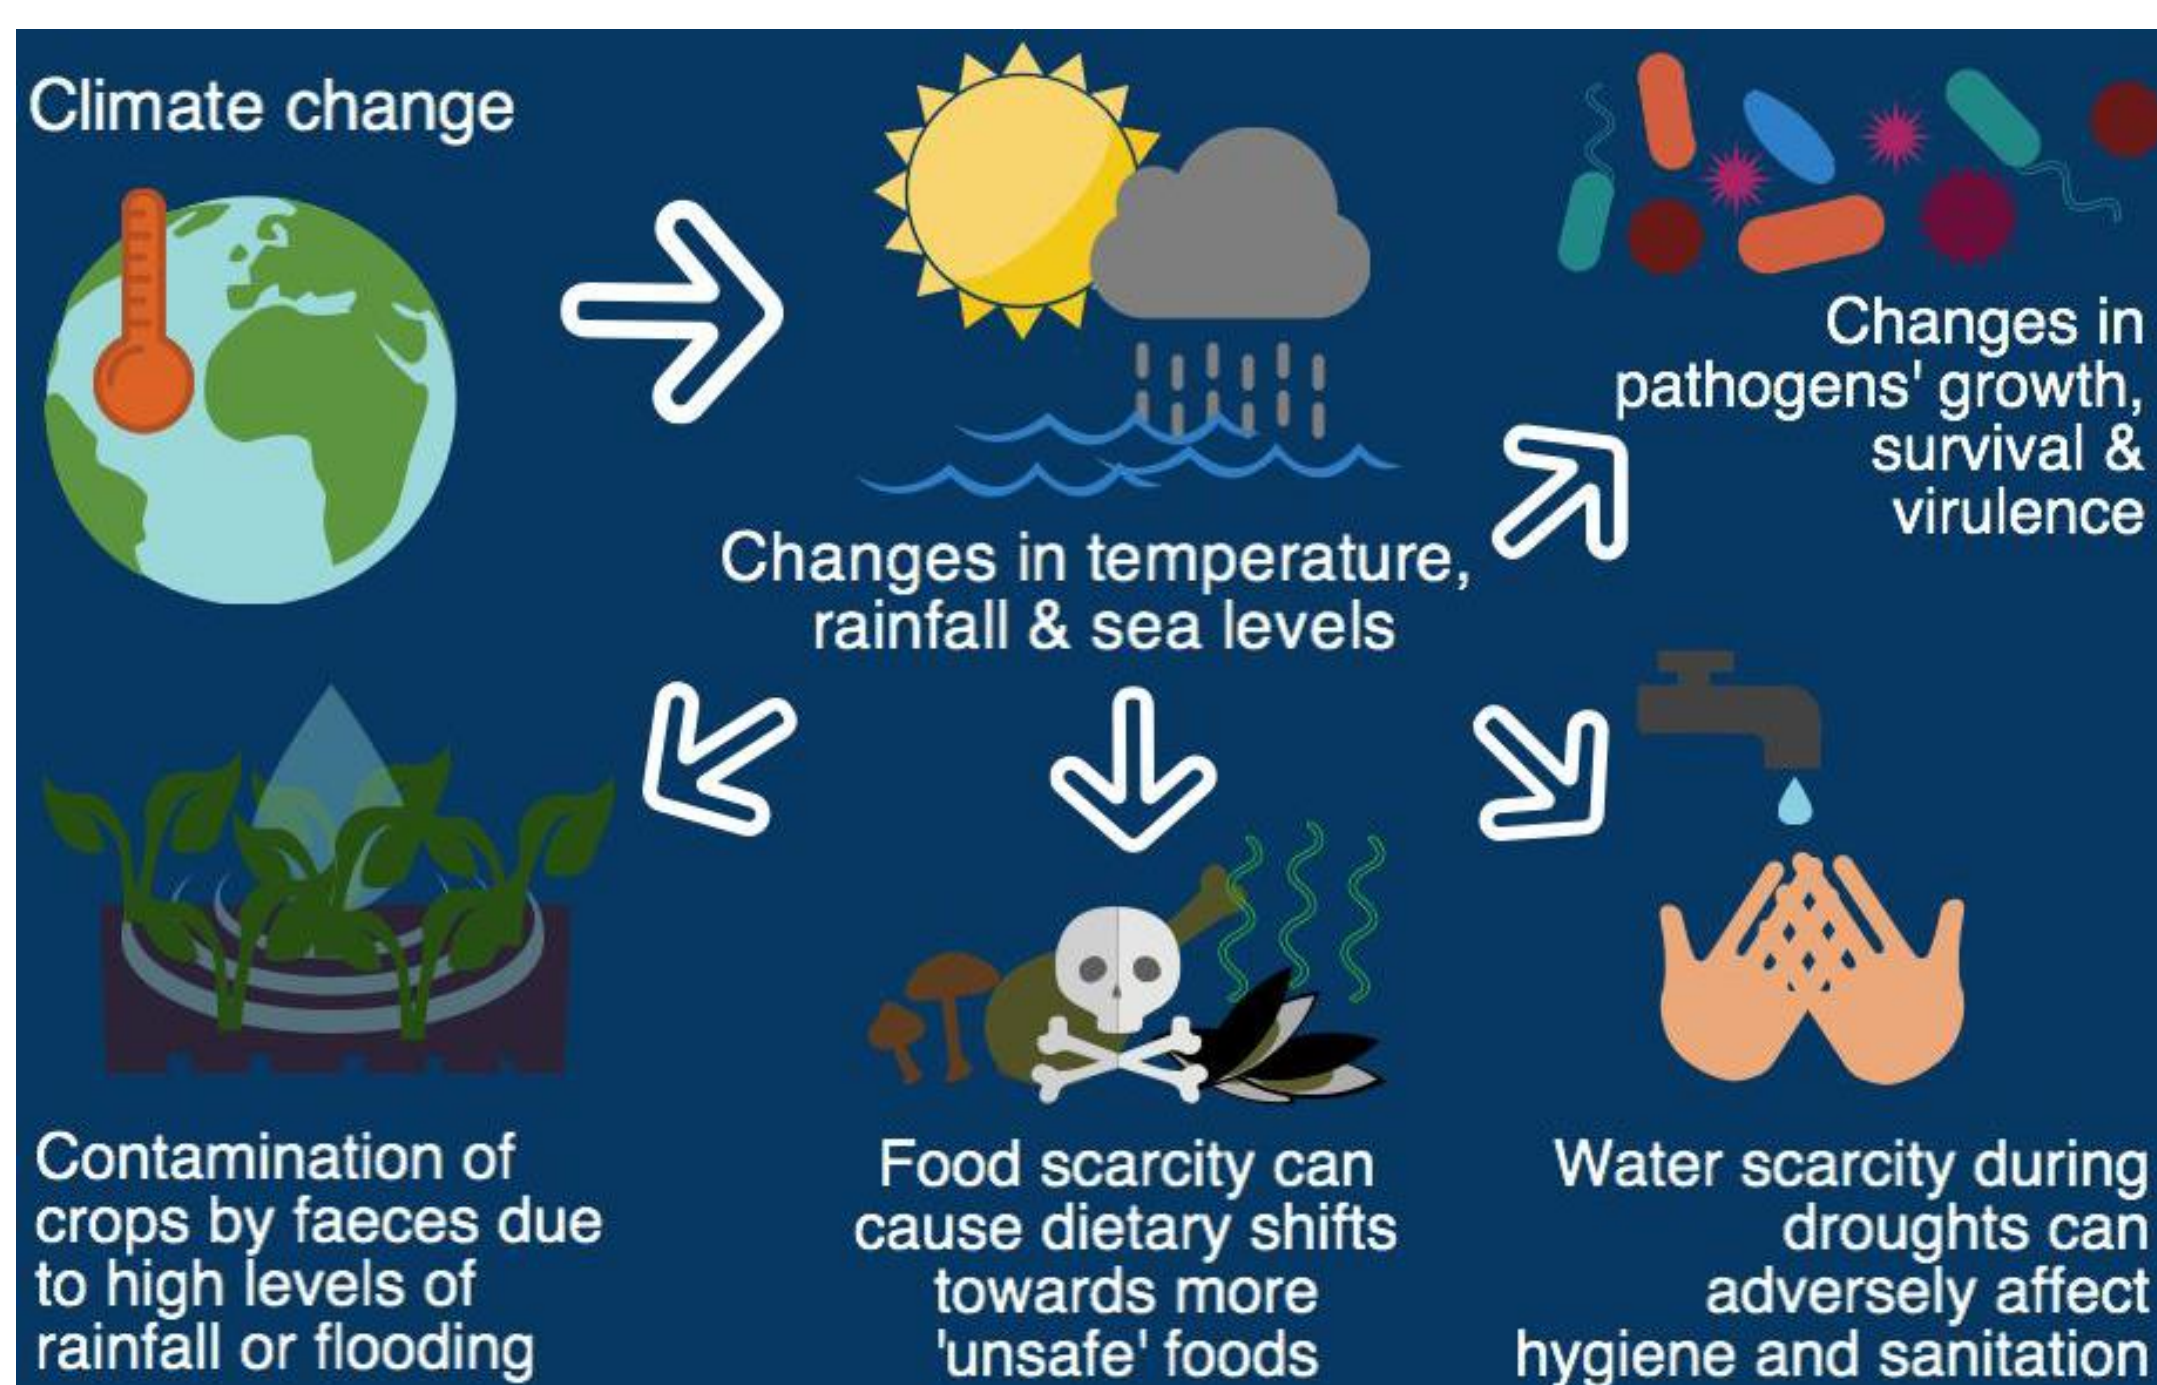 Climate change
Changes in temperature,
rainfall & sea levels
Changes in
pathogens' growth,
survival &
virulence
Contamination of
crops by faeces due
to high levels of
rainfall or flooding
Food scarcity can
cause dietary shifts
towards more
'unsafe' foods
Water scarcity during
droughts can
adversely affect
hygiene and sanitation